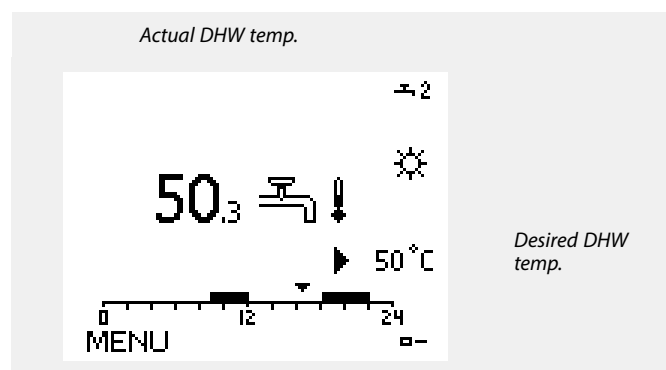 Actual DHW temp.
2
50.3
50 °C
Desired DHW
temp.
0 12 24
MENU